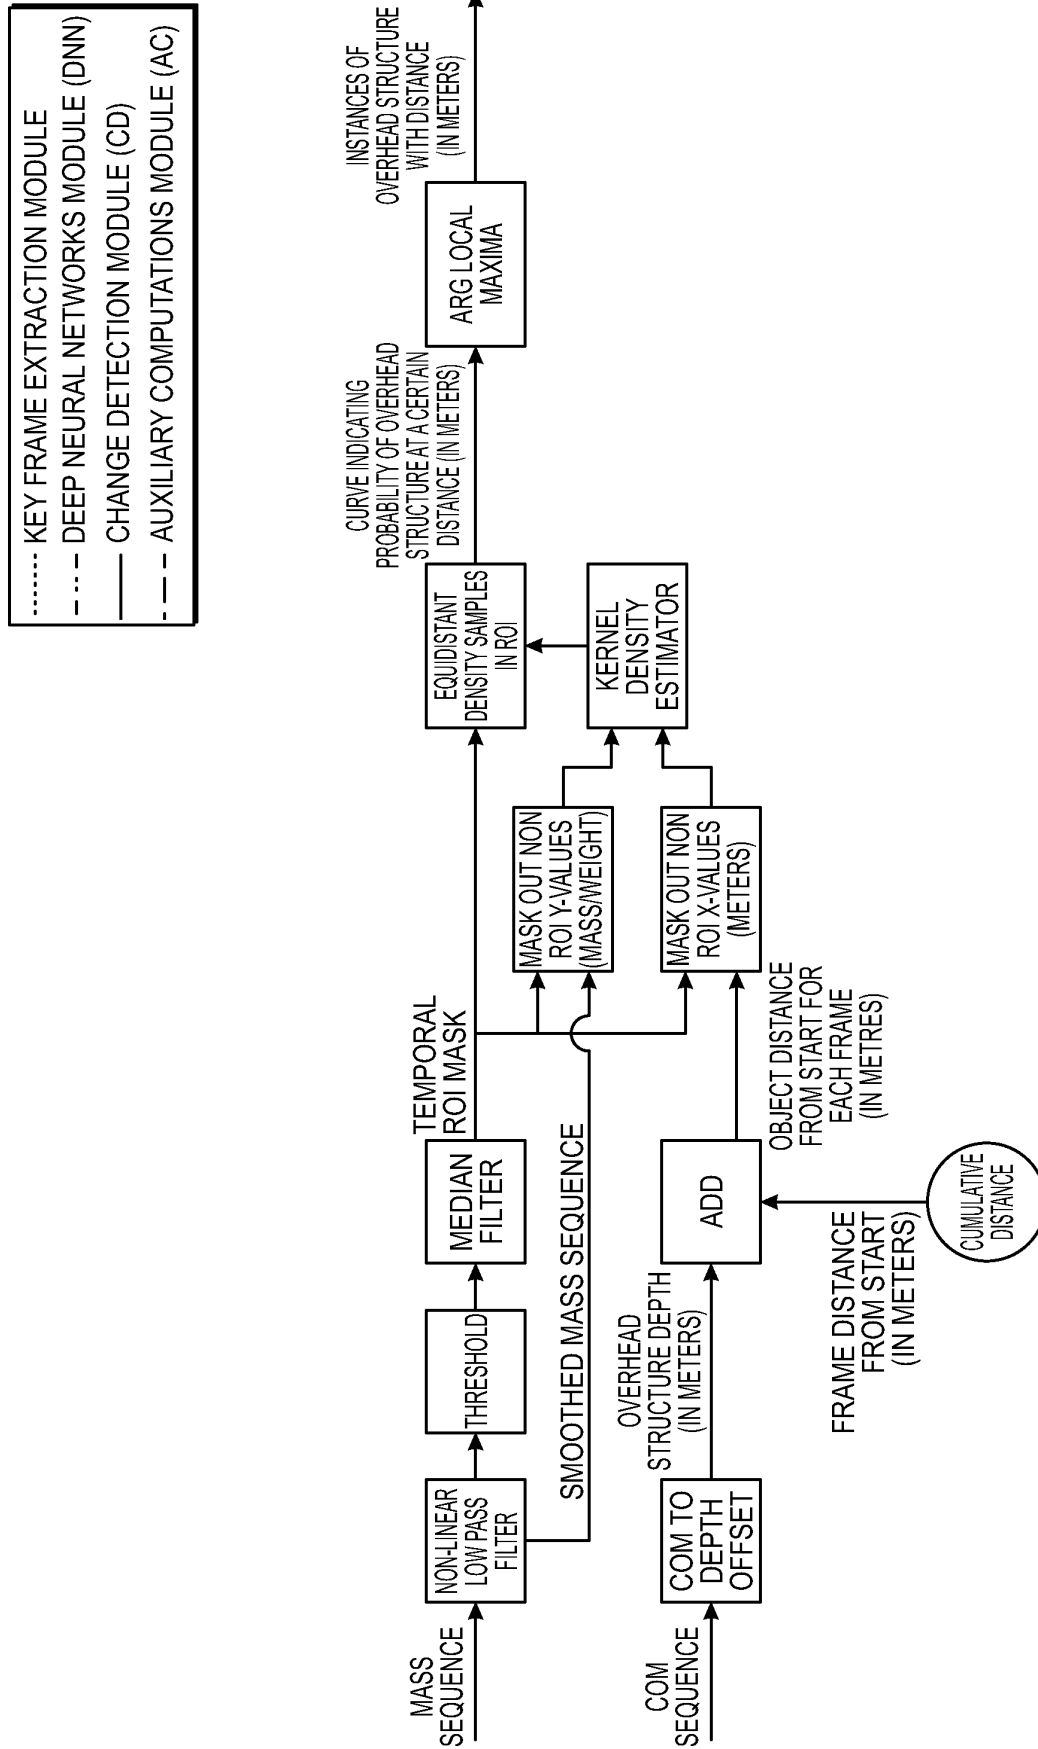 KEY FRAME EXTRACTION MODULE
DEEP NEURAL NETWORKS MODULE (DNN)
CHANGE DETECTION MODULE (CD)
AUXILIARY COMPUTATIONS MODULE (AC)
MASS
SEQUENCE
NON-LINEAR
LOW PASS
FILTER
THRESHOLD
MEDIAN
FILTER
TEMPORAL
ROI MASK
SMOOTHED MASS SEQUENCE
COM
SEQUENCE
COM TO
DEPTH
OFFSET
OVERHEAD
STRUCTURE DEPTH
(IN METERS)
ADD
FRAME DISTANCE
FROM START
(IN METERS)
CUMULATIVE
DISTANCE
OBJECT DISTANCE
FROM START FOR
EACH FRAME
(IN METRES)
MASK OUT NON
ROI Y-VALUES
(MASS/WEIGHT)
MASK OUT NON
ROI X-VALUES
(METERS)
KERNEL
DENSITY
ESTIMATOR
EQUIDISTANT
DENSITY SAMPLES
IN ROI
CURVE INDICATING
PROBABILITY OF OVERHEAD
STRUCTURE AT A CERTAIN
DISTANCE (IN METERS)
ARG LOCAL
MAXIMA
INSTANCES OF
OVERHEAD STRUCTURE
WITH DISTANCE
(IN METERS)